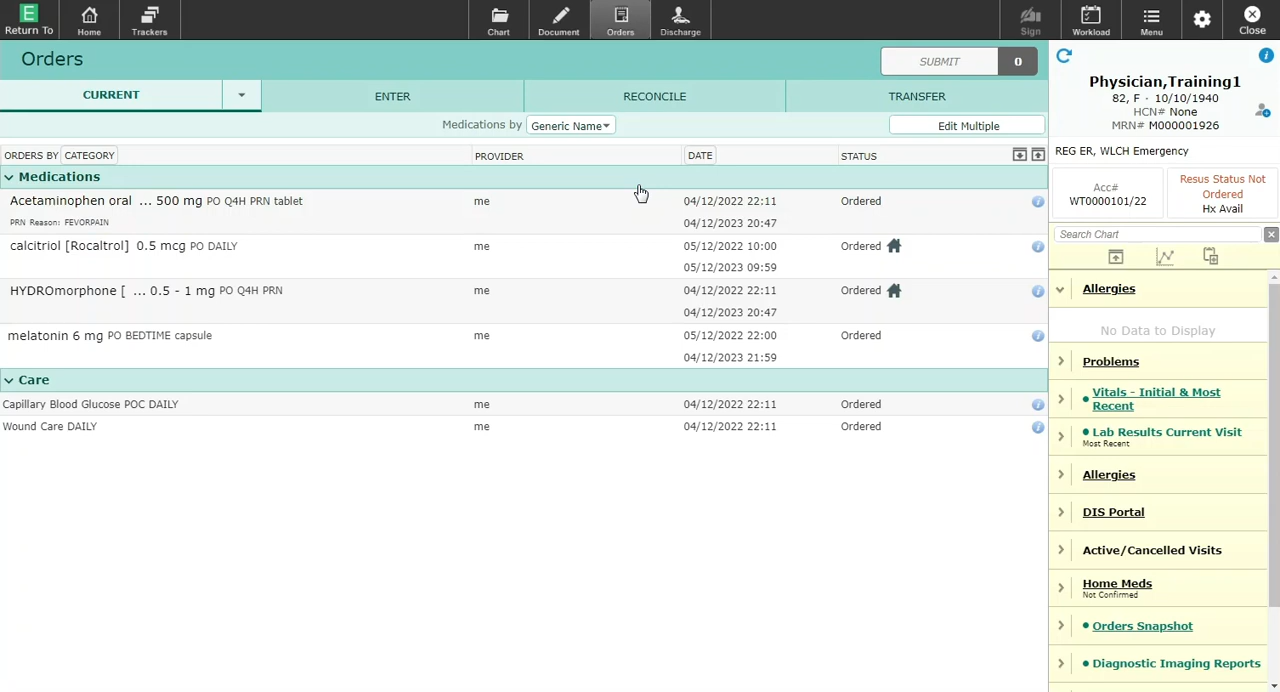 E
Return To
Home
Trackers
Chart
Document
Orders
Discharge
Sign
Workload
Menu
Close
Orders
SUBMIT 0
CURRENT ENTER RECONCILE TRANSFER
Medications by Generic Name
Edit Multiple
ORDERS BY CATEGORY PROVIDER DATE STATUS
Medications
Acetaminophen oral ... 500 mg PO Q4H PRN tablet me 04/12/2022 22:11 Ordered
PRN Reason: FEVORPAIN 04/12/2023 20:47
calcitriol [Rocaltrol] 0.5 mcg PO DAILY me 05/12/2022 10:00 Ordered
05/12/2023 09:59
HYDROmorphone [ ... 0.5 - 1 mg PO Q4H PRN me 04/12/2022 22:11 Ordered
04/12/2023 20:47
melatonin 6 mg PO BEDTIME capsule me 05/12/2022 22:00 Ordered
04/12/2023 21:59
Care
Capillary Blood Glucose POC DAILY me 04/12/2022 22:11 Ordered
Wound Care DAILY me 04/12/2022 22:11 Ordered
Physician,Training1
82, F · 10/10/1940
HCN# None
MRN# M000001926
REG ER, WLCH Emergency
Acc#
WT0000101/22
Resus Status Not
Ordered
Hx Avail
Search Chart
Allergies
No Data to Display
Problems
Vitals - Initial & Most
Recent
Lab Results Current Visit
Most Recent
Allergies
DIS Portal
Active/Cancelled Visits
Home Meds
Not Confirmed
Orders Snapshot
Diagnostic Imaging Reports